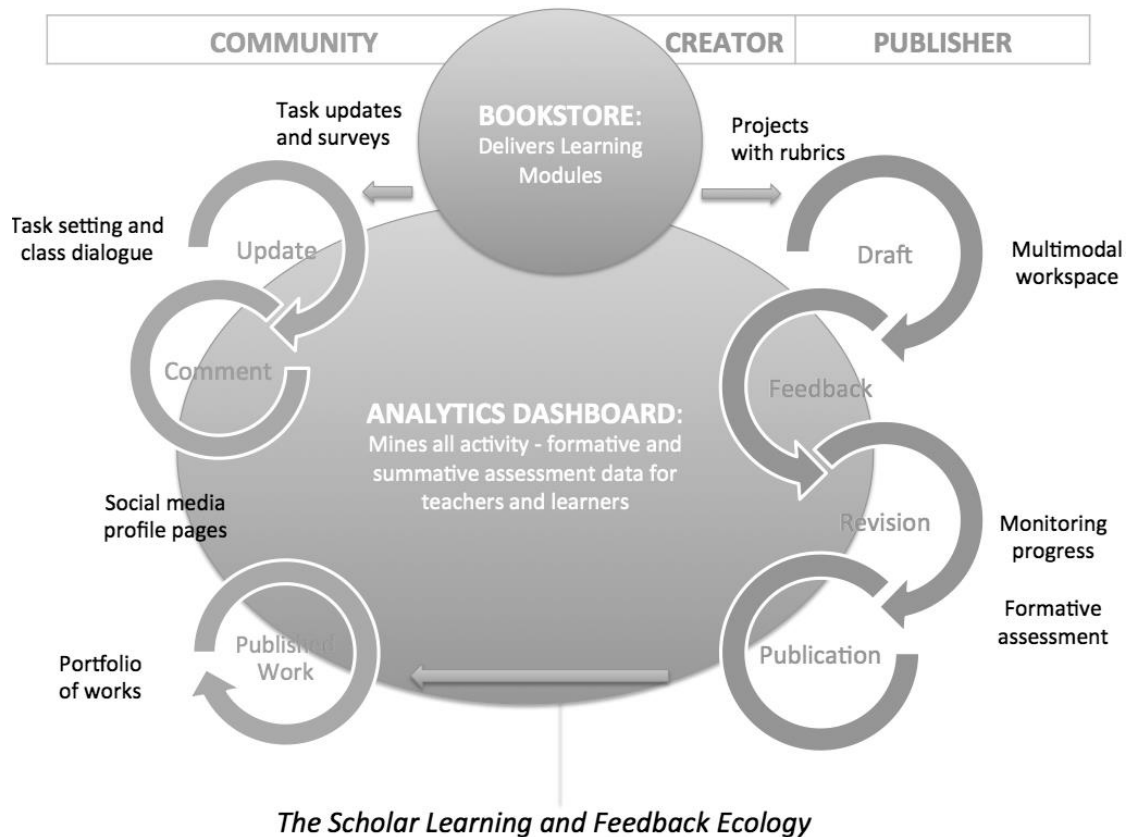 COMMUNITY
CREATOR
PUBLISHER
BOOKSTORE:
Delivers Learning
Modules
Task updates
and surveys
Projects
with rubrics
Task setting and
class dialogue
Update
Draft
Multimodal
workspace
Comment
Feedback
ANALYTICS DASHBOARD:
Mines all activity - formative and
summative assessment data for
teachers and learners
Social media
profile pages
Revision
Monitoring
progress
Formative
assessment
Published
Work
Publication
Portfolio
of works
The Scholar Learning and Feedback Ecology